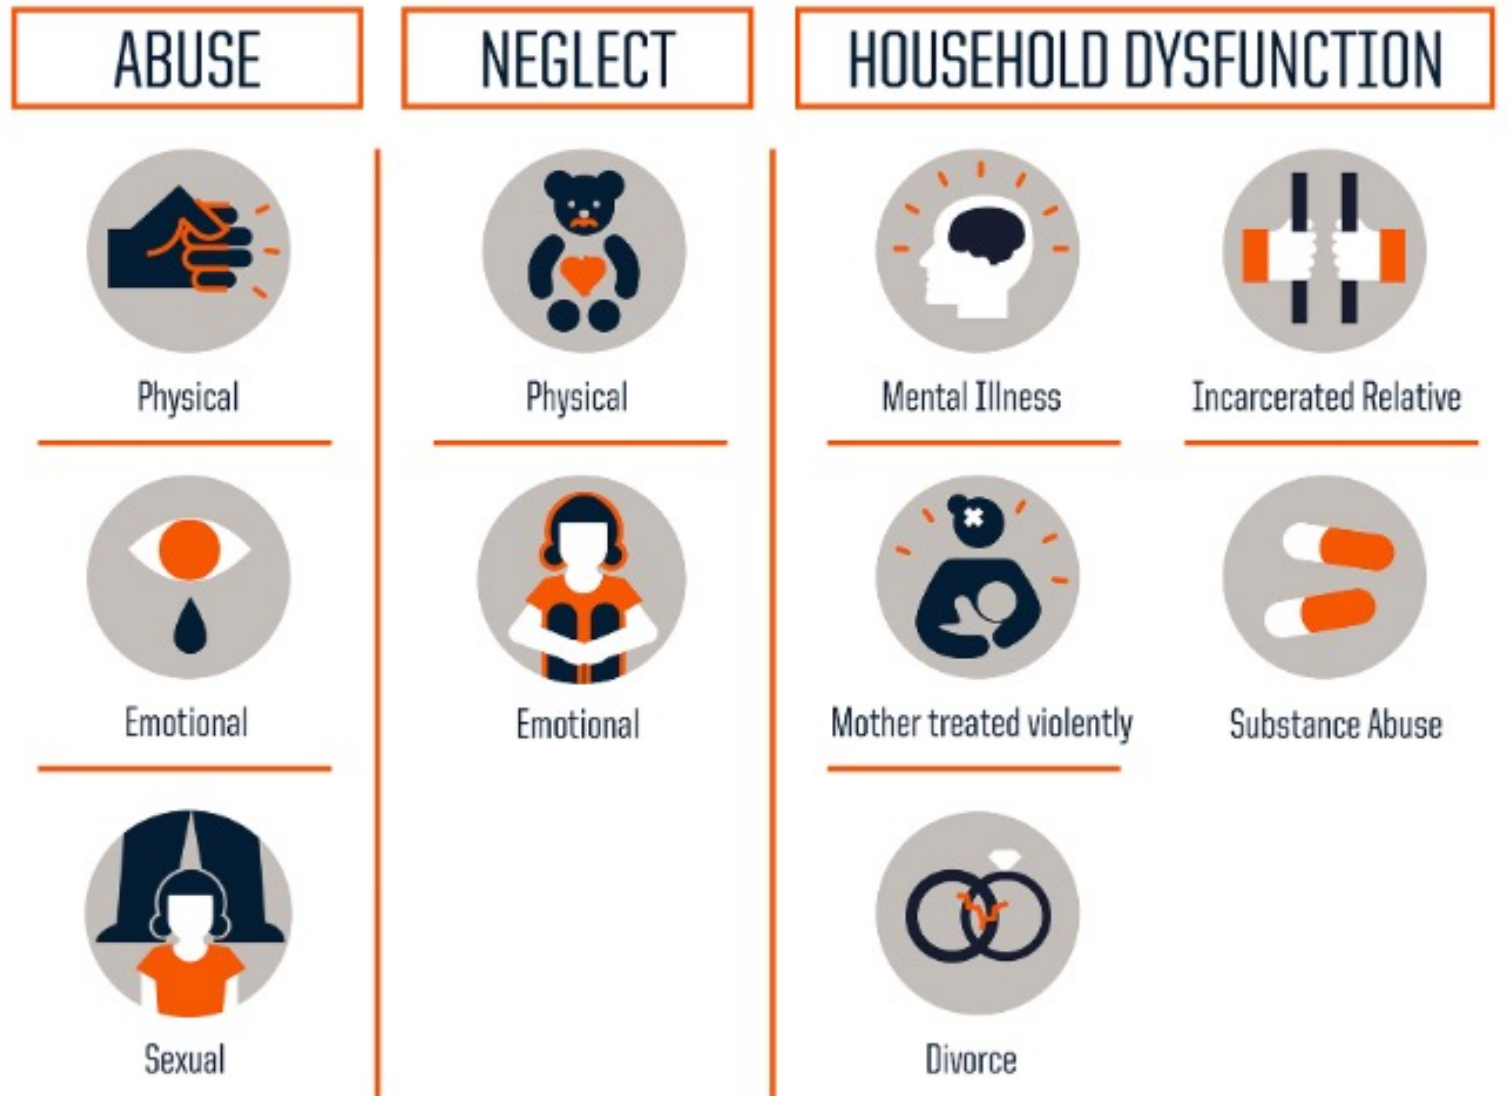 ABUSE
Physical
Emotional
Sexual
NEGLECT
Physical
Emotional
HOUSEHOLD DYSFUNCTION
Mental Illness
Incarcerated Relative
Mother treated violently
Substance Abuse
Divorce